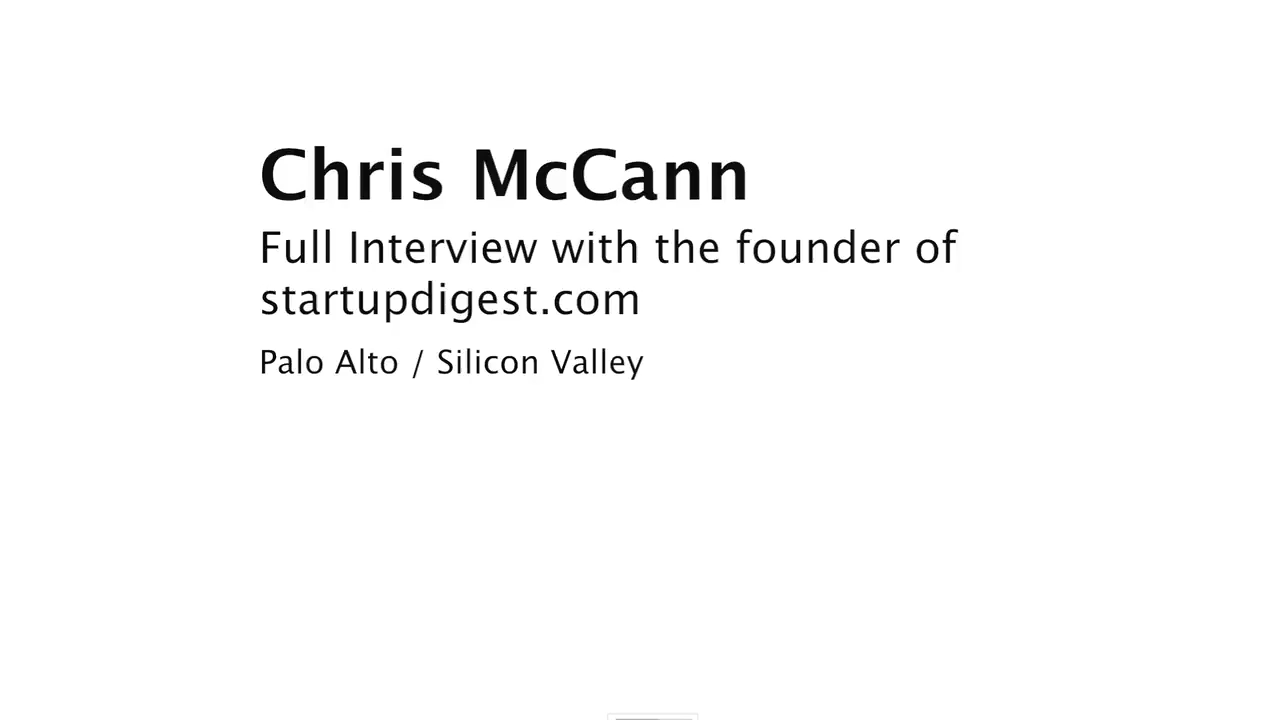 Chris McCann
Full Interview with the founder of
startupdigest.com
Palo Alto / Silicon Valley